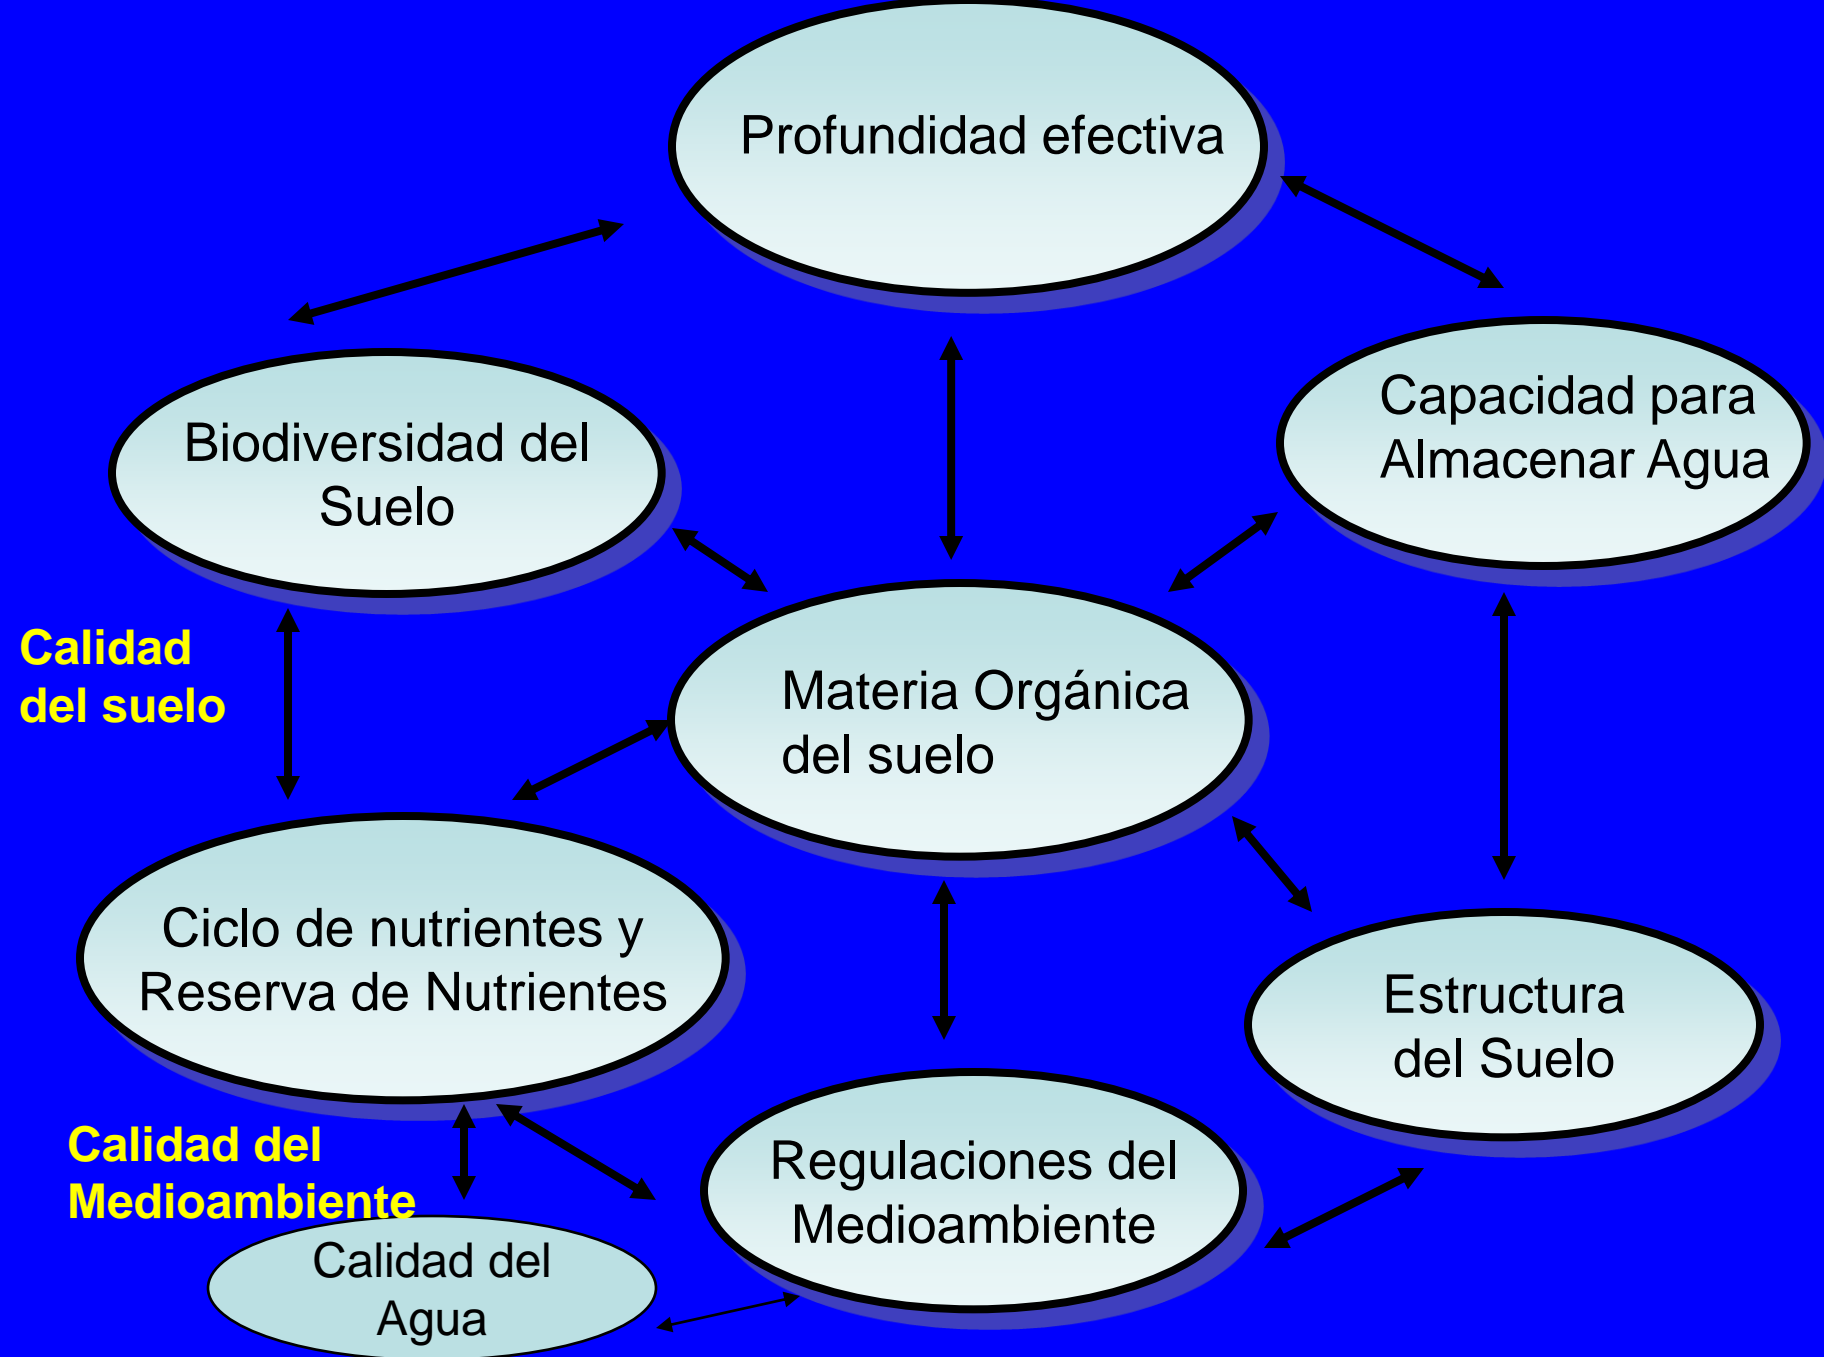 Profundidad efectiva
Capacidad para
Almacenar Agua
Biodiversidad del
Suelo
Calidad
del suelo
Materia Orgánica
del suelo
Ciclo de nutrientes y
Reserva de Nutrientes
Estructura
del Suelo
Calidad del
Medioambiente
Regulaciones del
Medioambiente
Calidad del
Agua